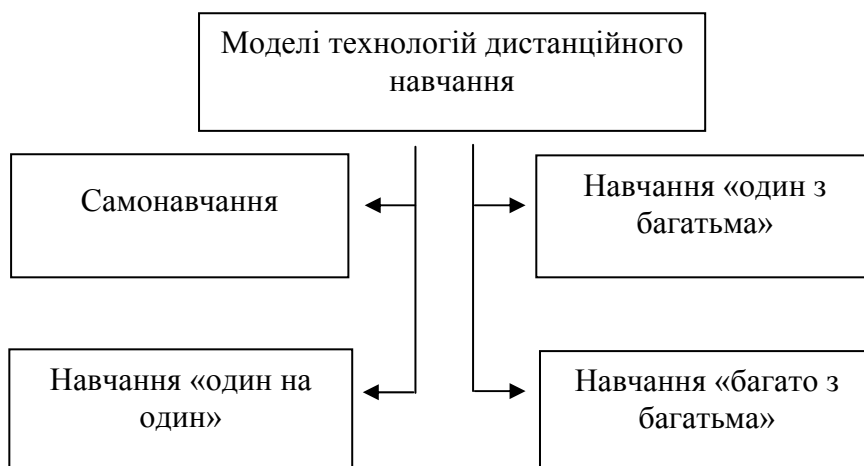 Моделі технологій дистанційного
навчання
Самонавчання
Навчання «один з
багатьма»
Навчання «один на
один»
Навчання «багато з
багатьма»